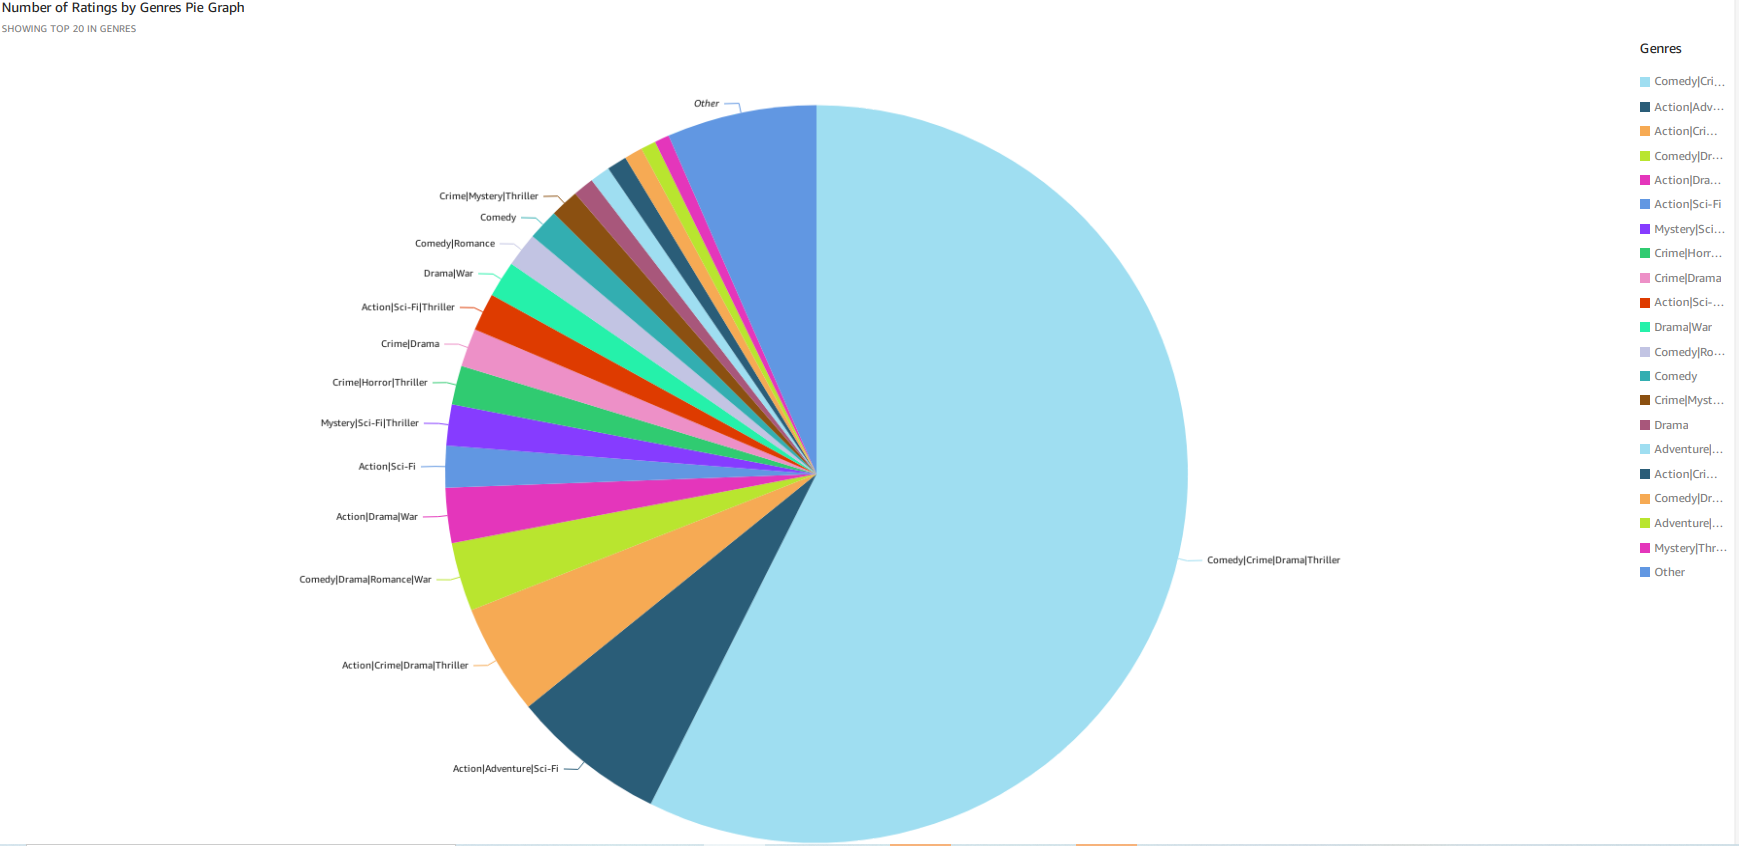 Number of Ratings by Genres Pie Graph
SHOWING TOP 20 IN GENRES
Genres
Comedy|Cri...
Action|Adv...
Action|Cri...
Comedy|Dr...
Action|Dra...
Action|Sci-Fi
Mystery|Sci...
Crime|Horr...
Crime|Drama
Action|Sci-...
Drama|War
Comedy|Ro...
Comedy
Crime|Myst...
Drama
Adventure|...
Action|Cri...
Comedy|Dr...
Adventure|...
Mystery|Thr...
Other
Other
Crime|Mystery|Thriller
Comedy
Comedy|Romance
Drama|War
Action|Sci-Fi|Thriller
Crime|Drama
Crime|Horror|Thriller
Mystery|Sci-Fi|Thriller
Action|Sci-Fi
Action|Drama|War
Comedy|Drama|Romance|War
Action|Crime|Drama|Thriller
Action|Adventure|Sci-Fi
Comedy|Crime|Drama|Thriller